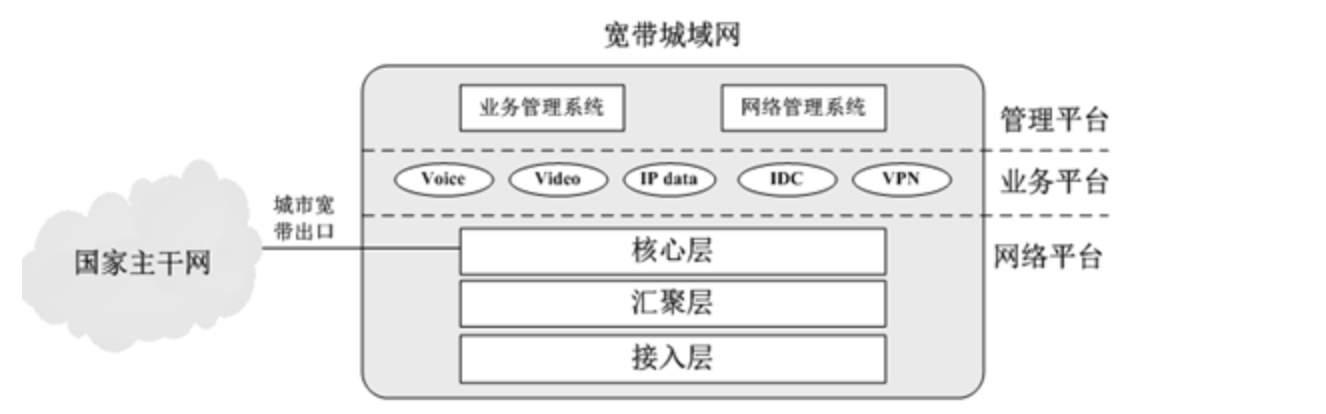 宽带城域网
业务管理系统
网络管理系统
管理平台
Voice
Video
IP data
IDC
VPN
业务平台
城市宽
带出口
国家主干网
核心层
网络平台
汇聚层
接入层